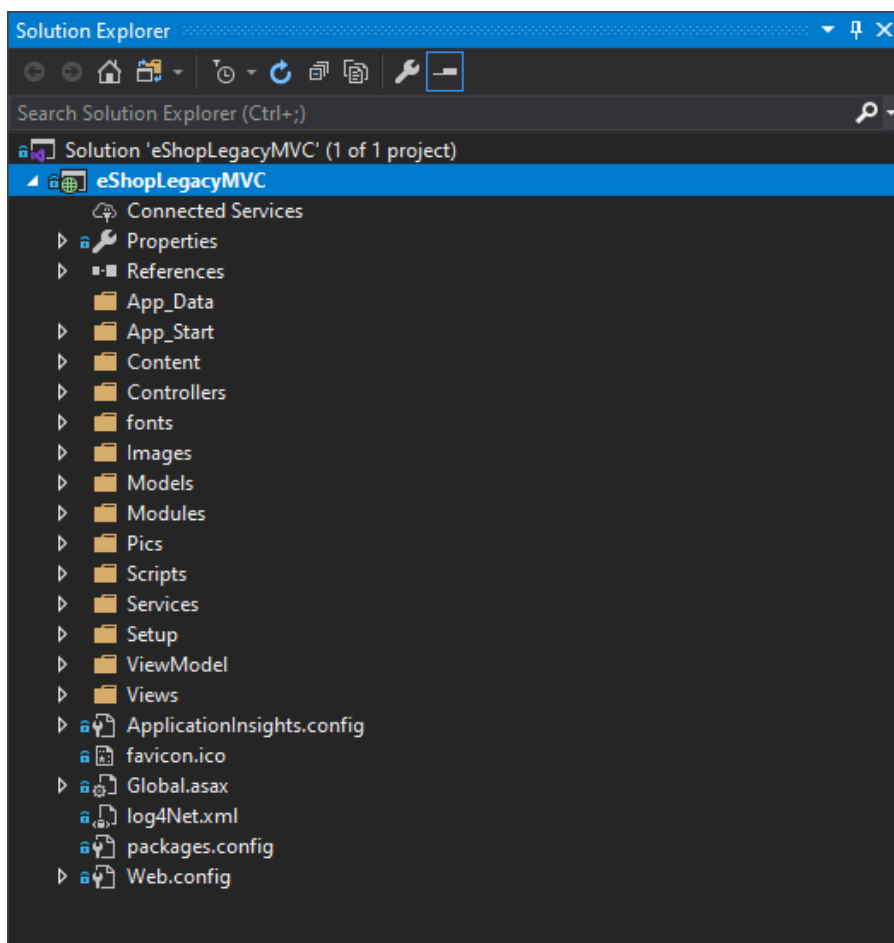 Solution Explorer
Search Solution Explorer (Ctrl+;)
Solution 'eShopLegacyMVC' (1 of 1 project)
eShopLegacyMVC
Connected Services
Properties
References
App_Data
App_Start
Content
Controllers
fonts
Images
Models
Modules
Pics
Scripts
Services
Setup
ViewModel
Views
ApplicationInsights.config
favicon.ico
Global.asax
log4Net.xml
packages.config
Web.config